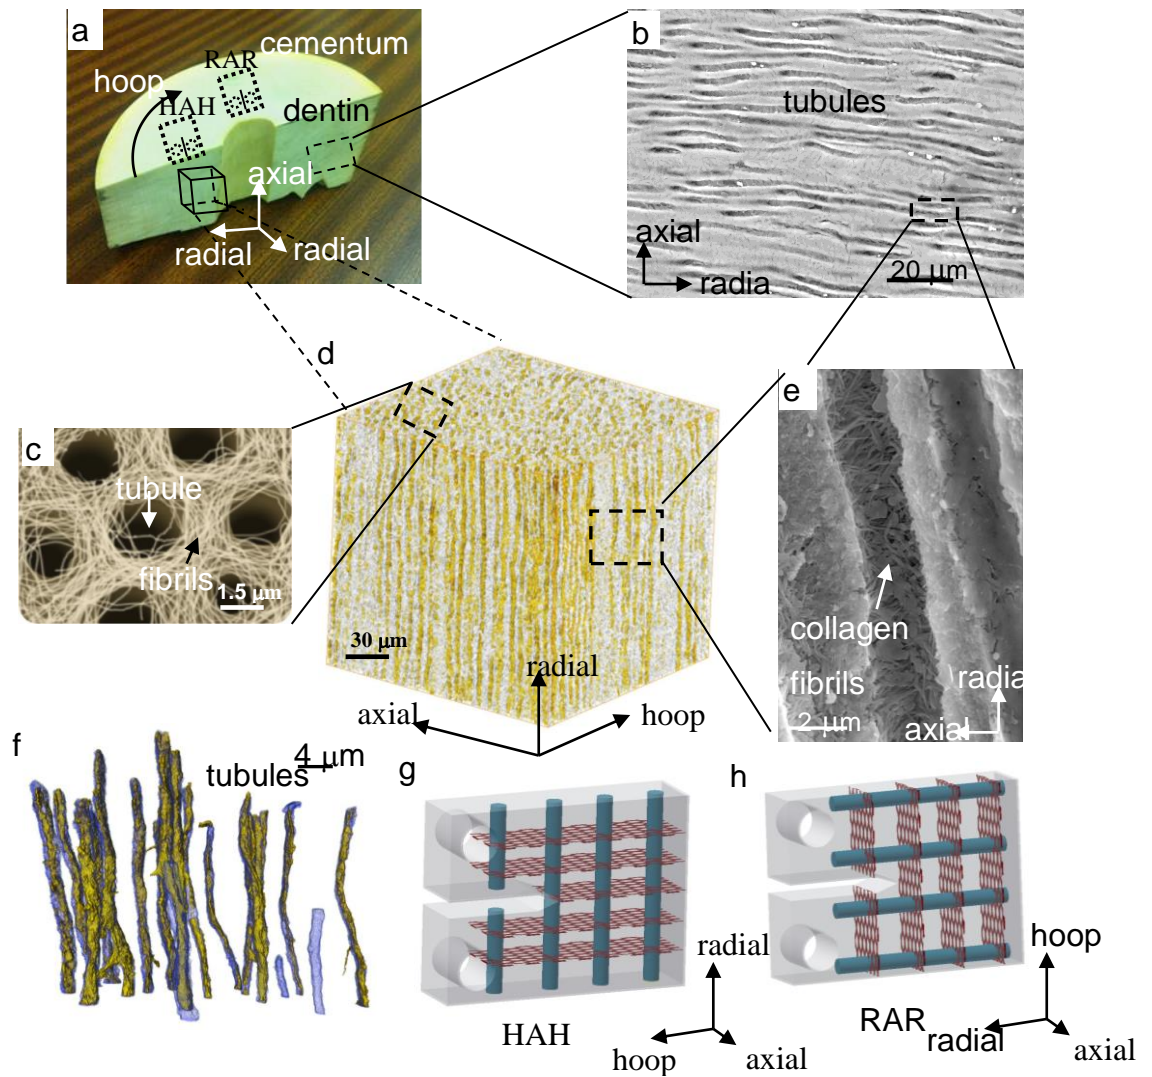 a
cementum
RAR
hoop
HAH
dentin
axial
radial
radial
b
tubules
axial
radia
20 μm
d
c
tubule
fibrils
1.5 μm
30 μm
radial
axial
hoop
e
collagen
fibrils
radia
2 μm
axial
f
4 μm
tubules
g
radial
HAH
hoop
axial
h
hoop
RAR
radial
axial